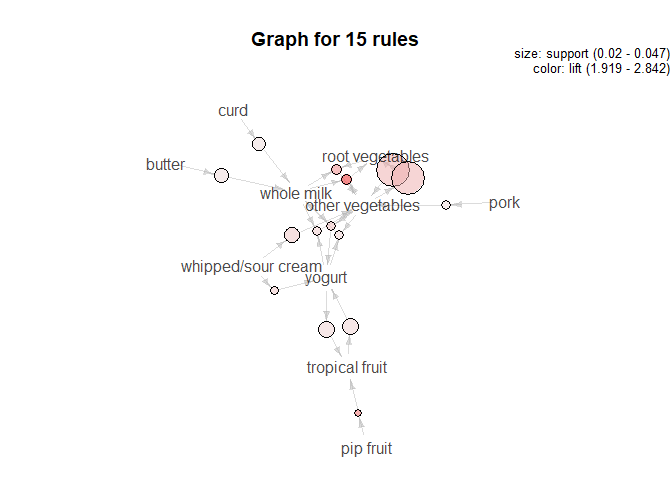 Graph for 15 rules
size: support (0.02 - 0.047)
color: lift (1.919 - 2.842)
curd
butter
root vegetables
whole milk
other vegetables
pork
whipped/sour cream
yogurt
tropical fruit
pip fruit